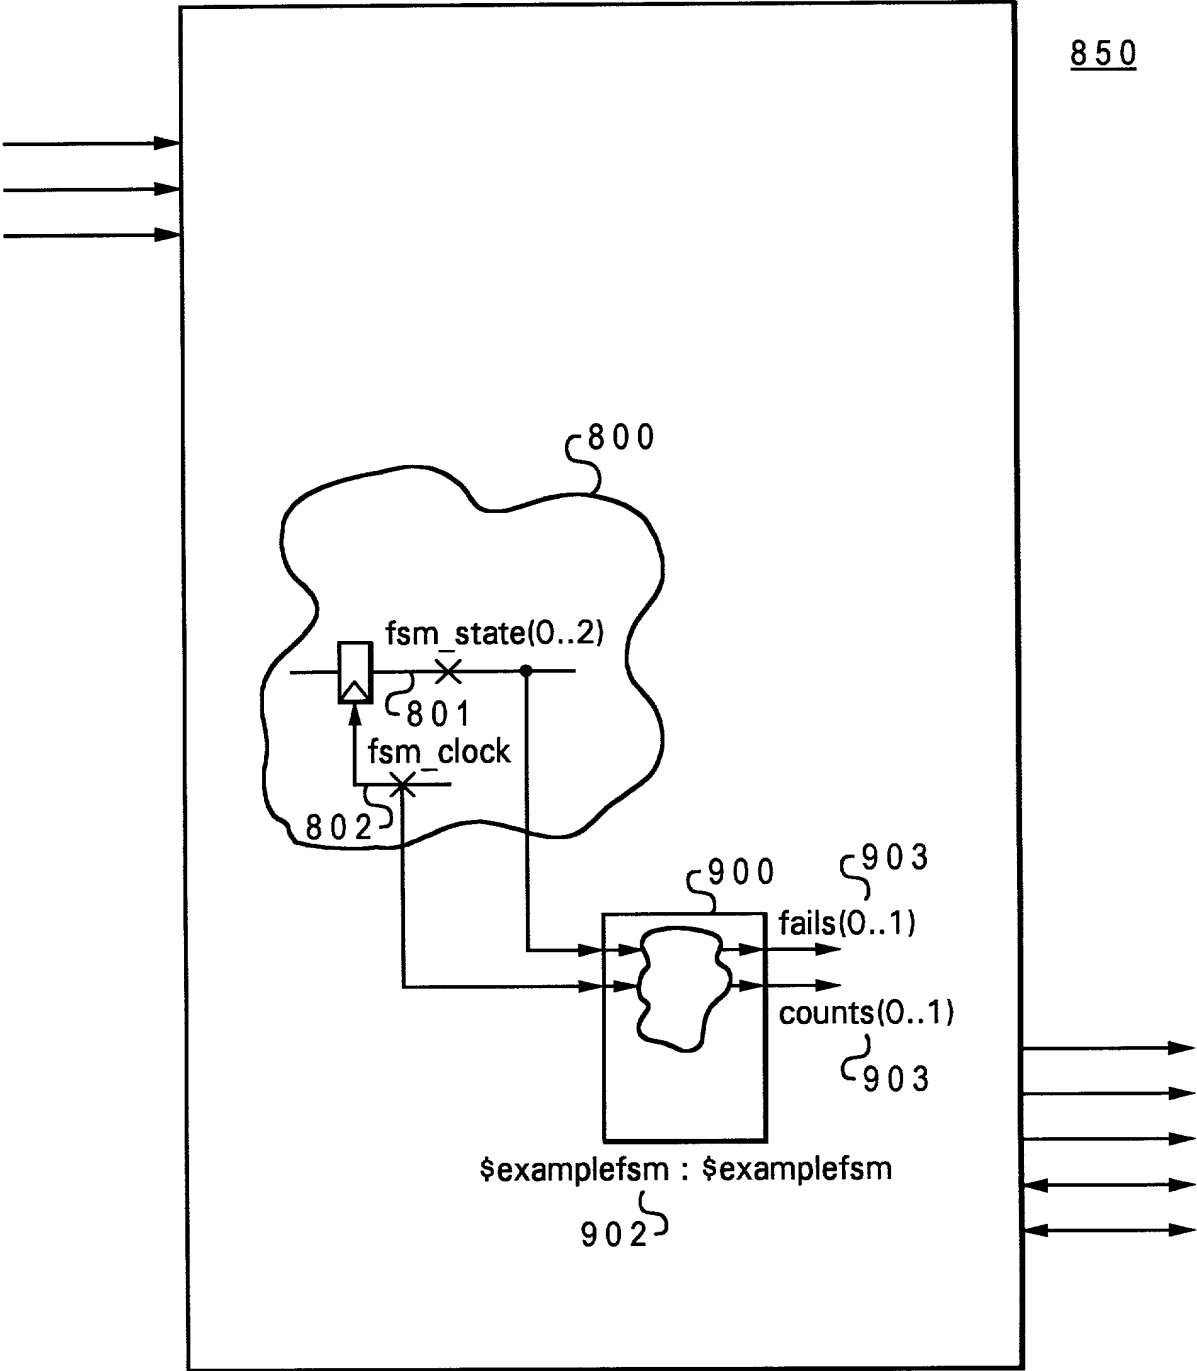 850
800
fsm_state(0..2)
801
fsm_clock
802
903
900
fails(0..1)
counts(0..1)
903
$examplefsm : $examplefsm
902